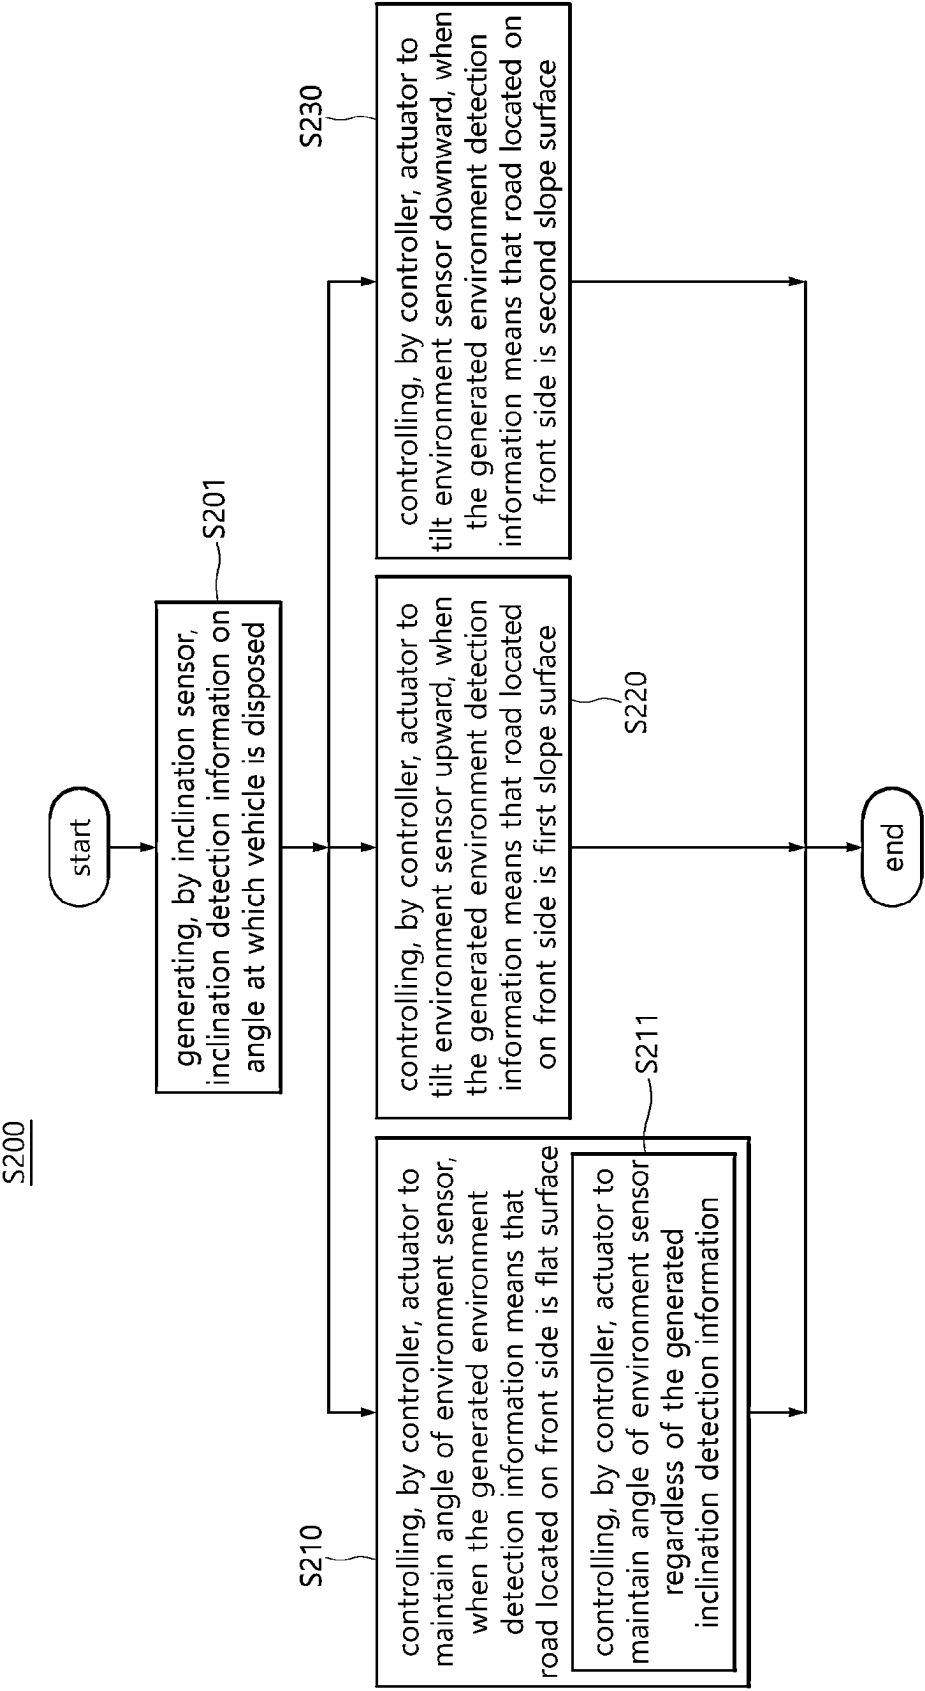 S200
start
generating, by inclination sensor,
inclination detection information on
angle at which vehicle is disposed
S201
S210
controlling, by controller, actuator to
maintain angle of environment sensor,
when the generated environment
detection information means that
road located on front side is flat surface
controlling, by controller, actuator to
maintain angle of environment sensor
regardless of the generated
inclination detection information
S211
controlling, by controller, actuator to
tilt environment sensor upward, when
the generated environment detection
information means that road located
on front side is first slope surface
S220
S230
controlling, by controller, actuator to
tilt environment sensor downward, when
the generated environment detection
information means that road located on
front side is second slope surface
end